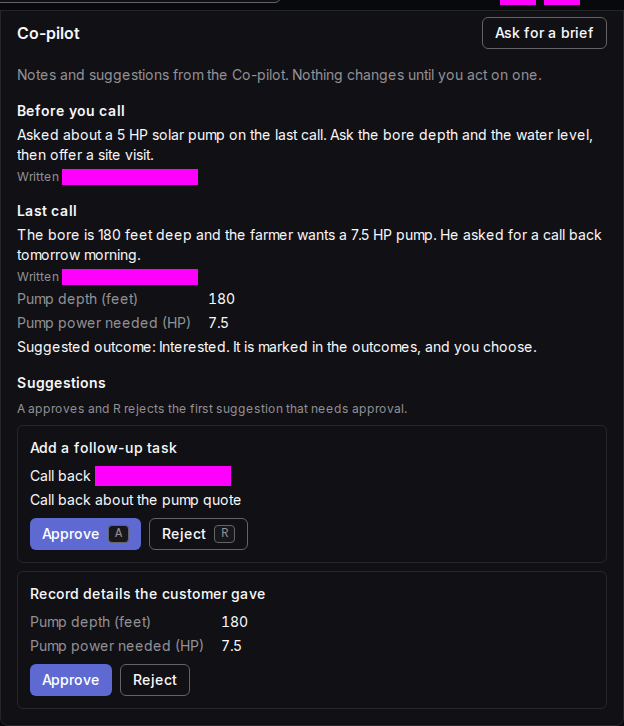 Co-pilot
Ask for a brief
Notes and suggestions from the Co-pilot. Nothing changes until you act on one.
Before you call
Asked about a 5 HP solar pump on the last call. Ask the bore depth and the water level,
then offer a site visit.
Written
Last call
The bore is 180 feet deep and the farmer wants a 7.5 HP pump. He asked for a call back
tomorrow morning.
Written
Pump depth (feet) 180
Pump power needed (HP) 7.5
Suggested outcome: Interested. It is marked in the outcomes, and you choose.
Suggestions
A approves and R rejects the first suggestion that needs approval.
Add a follow-up task
Call back
Call back about the pump quote
Approve A Reject R
Record details the customer gave
Pump depth (feet) 180
Pump power needed (HP) 7.5
Approve Reject